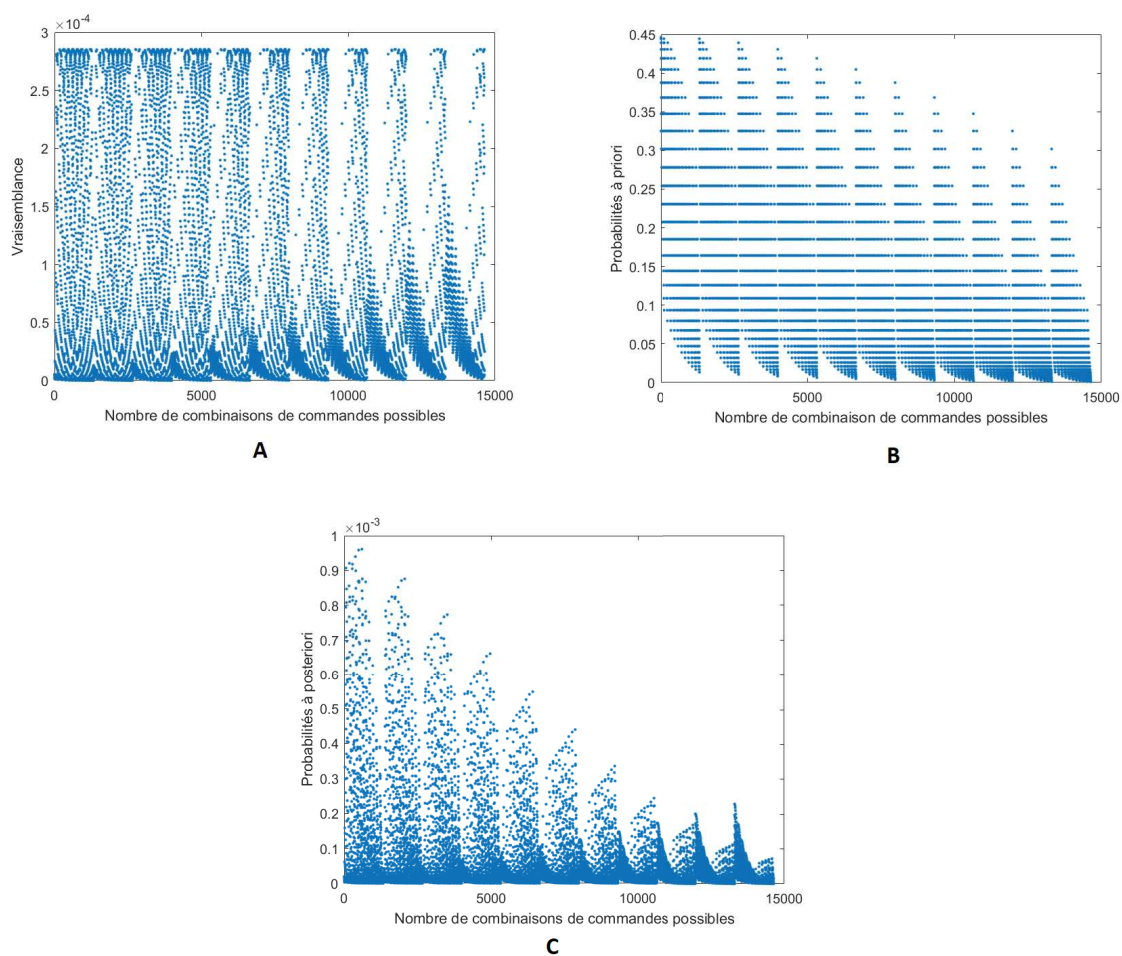 ×10⁻⁴
3
2.5
2
1.5
1
0.5
0
Vraisemblance
0 5000 10000 15000
Nombre de combinaisons de commandes possibles
A
0.45
0.4
0.35
0.3
0.25
0.2
0.15
0.1
0.05
0
Probabilités à priori
0 5000 10000 15000
Nombre de combinaison de commandes possibles
B
×10⁻³
1
0.9
0.8
0.7
0.6
0.5
0.4
0.3
0.2
0.1
0
Probabilités à posteriori
0 5000 10000 15000
Nombre de combinaisons de commandes possibles
C